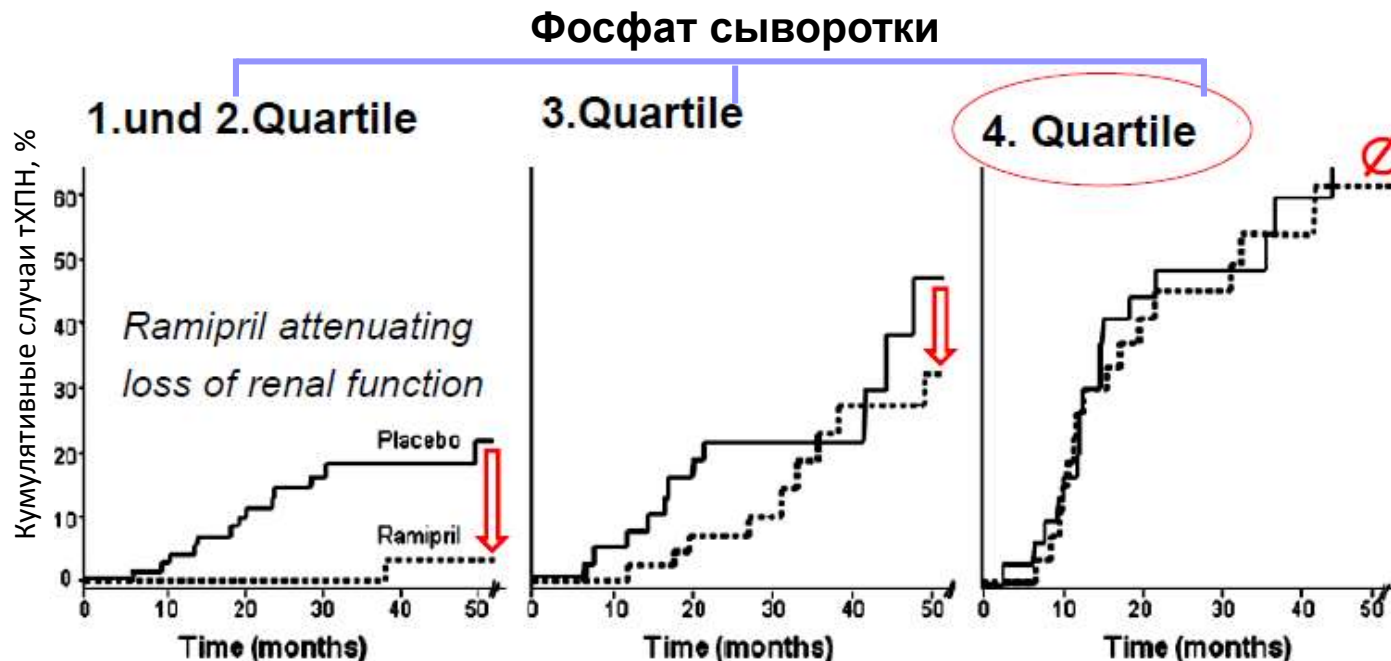 Фосфат сыворотки
1.und 2.Quartile
3.Quartile
4. Quartile
Кумулятивные случаи тХПН, %
60
50
40
30
20
10
0
Ramipril attenuating
loss of renal function
Placebo
Ramipril
Ø
0 10 20 30 40 50
0 10 20 30 40 50
0 10 20 30 40 50
Time (months)
Time (months)
Time (months)